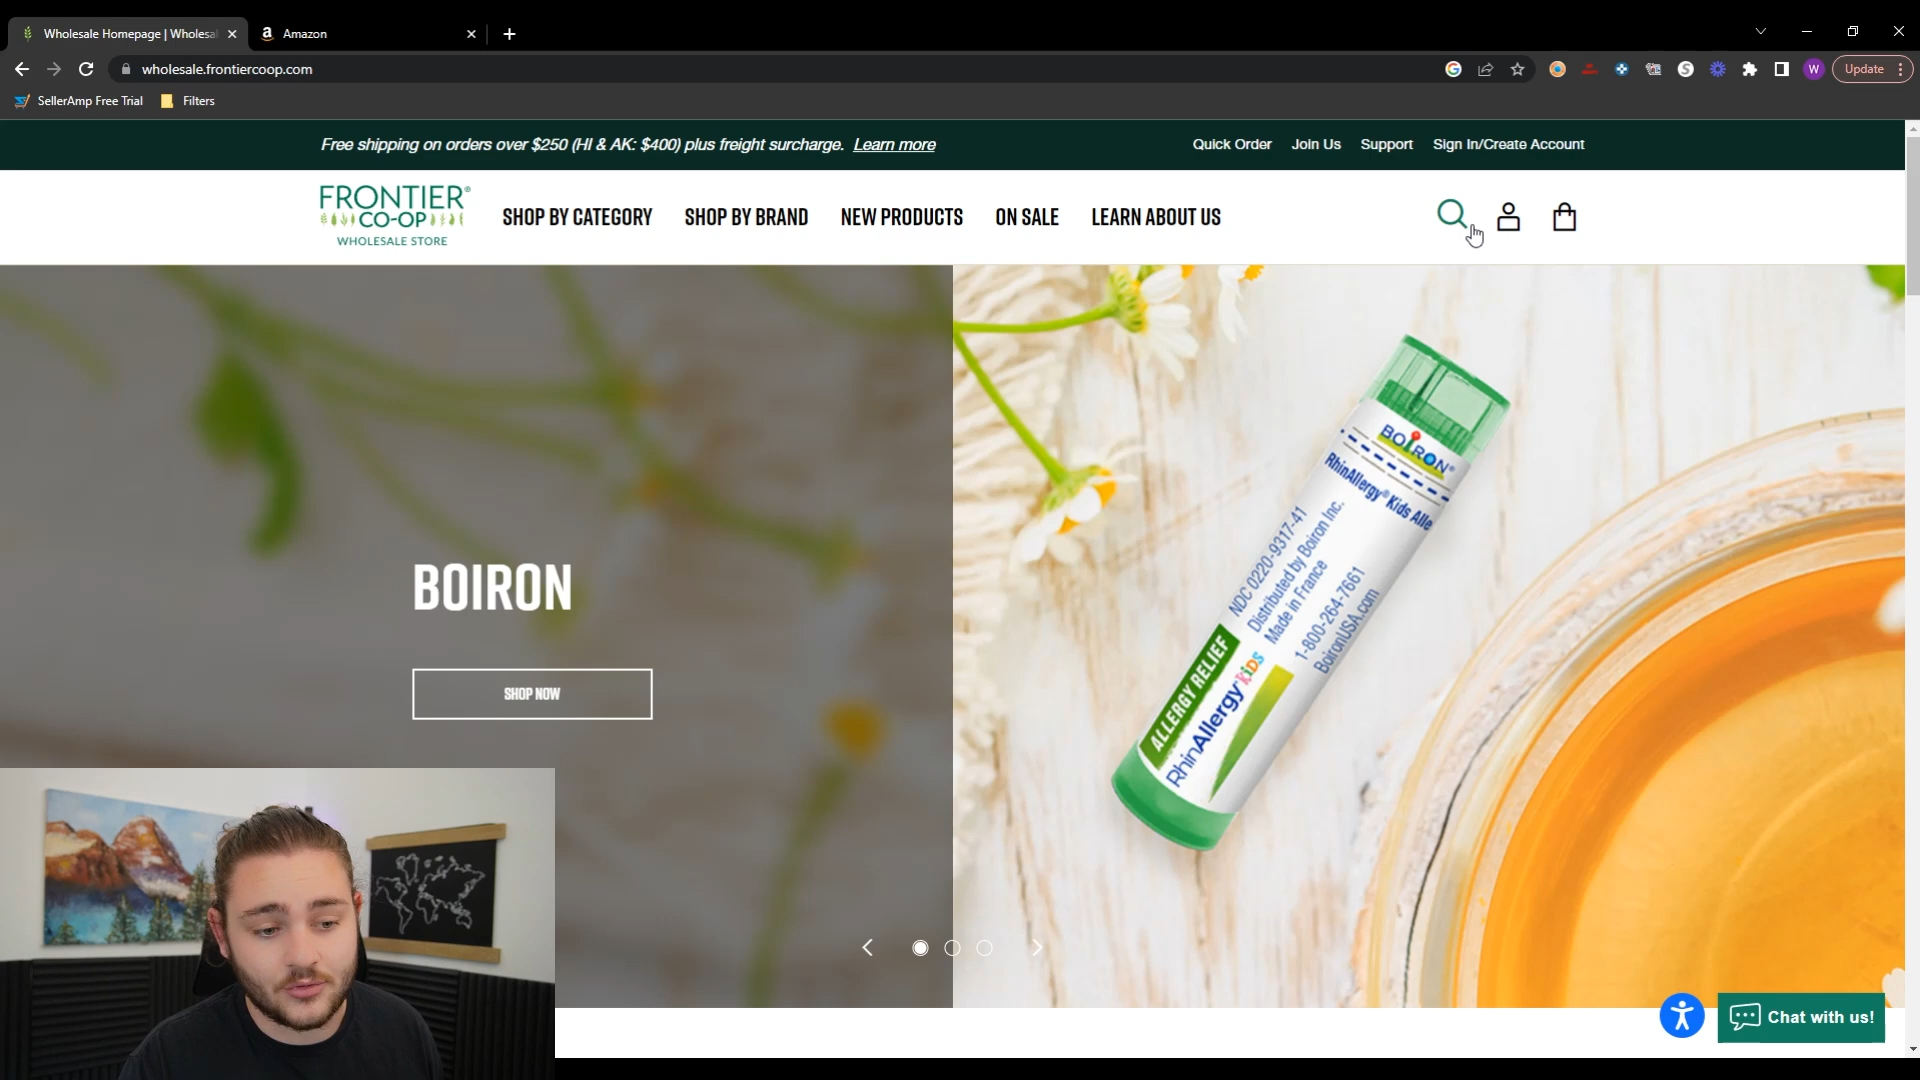 Wholesale Homepage | Wholesal
Amazon
wholesale.frontiercoop.com
Update
SellerAmp Free Trial
Filters
Free shipping on orders over $250 (HI & AK: $400) plus freight surcharge. Learn more
Quick Order
Join Us
Support
Sign In/Create Account
FRONTIER®
CO-OP
WHOLESALE STORE
SHOP BY CATEGORY
SHOP BY BRAND
NEW PRODUCTS
ON SALE
LEARN ABOUT US
BOIRON
SHOP NOW
BOIRON®
RhinAllergy® Kids Alle
NDC 0220-9317-41
Distributed by Boiron Inc.
Made in France
1-800-264-7661
BoironUSA.com
ALLERGY RELIEF
RhinAllergy® KIDS
Chat with us!